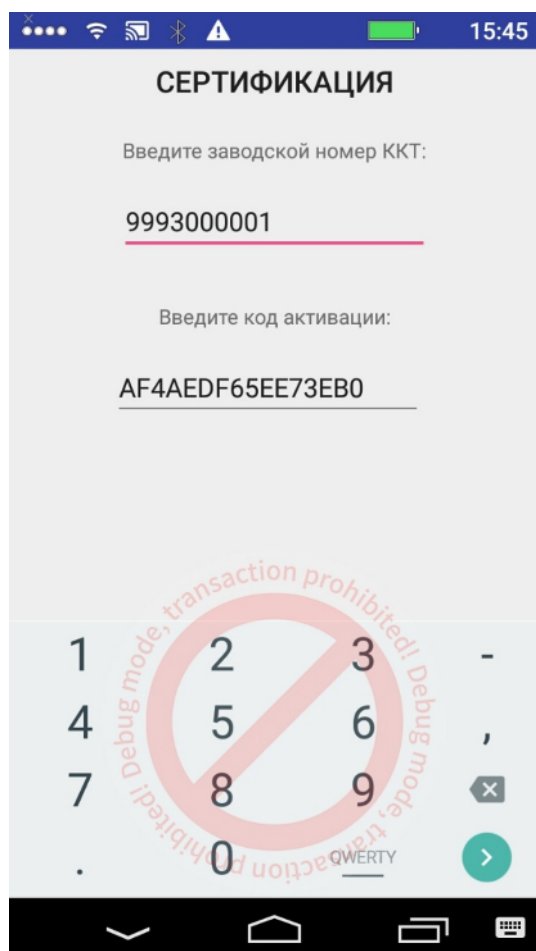 15:45
СЕРТИФИКАЦИЯ
Введите заводской номер ККТ:
9993000001
Введите код активации:
AF4AEDF65EE73EB0
Debug mode, transaction prohibited! Debug mode, transaction prohibited!
1 2 3 -
4 5 6 ,
7 8 9
. 0 QWERTY